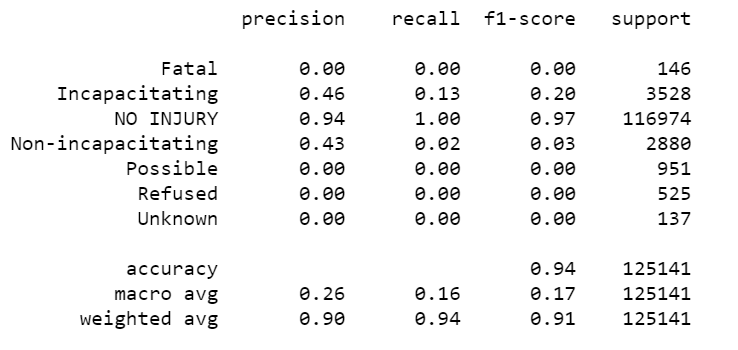 precision recall f1-score support
Fatal 0.00 0.00 0.00 146
Incapacitating 0.46 0.13 0.20 3528
NO INJURY 0.94 1.00 0.97 116974
Non-incapacitating 0.43 0.02 0.03 2880
Possible 0.00 0.00 0.00 951
Refused 0.00 0.00 0.00 525
Unknown 0.00 0.00 0.00 137
accuracy 0.94 125141
macro avg 0.26 0.16 0.17 125141
weighted avg 0.90 0.94 0.91 125141